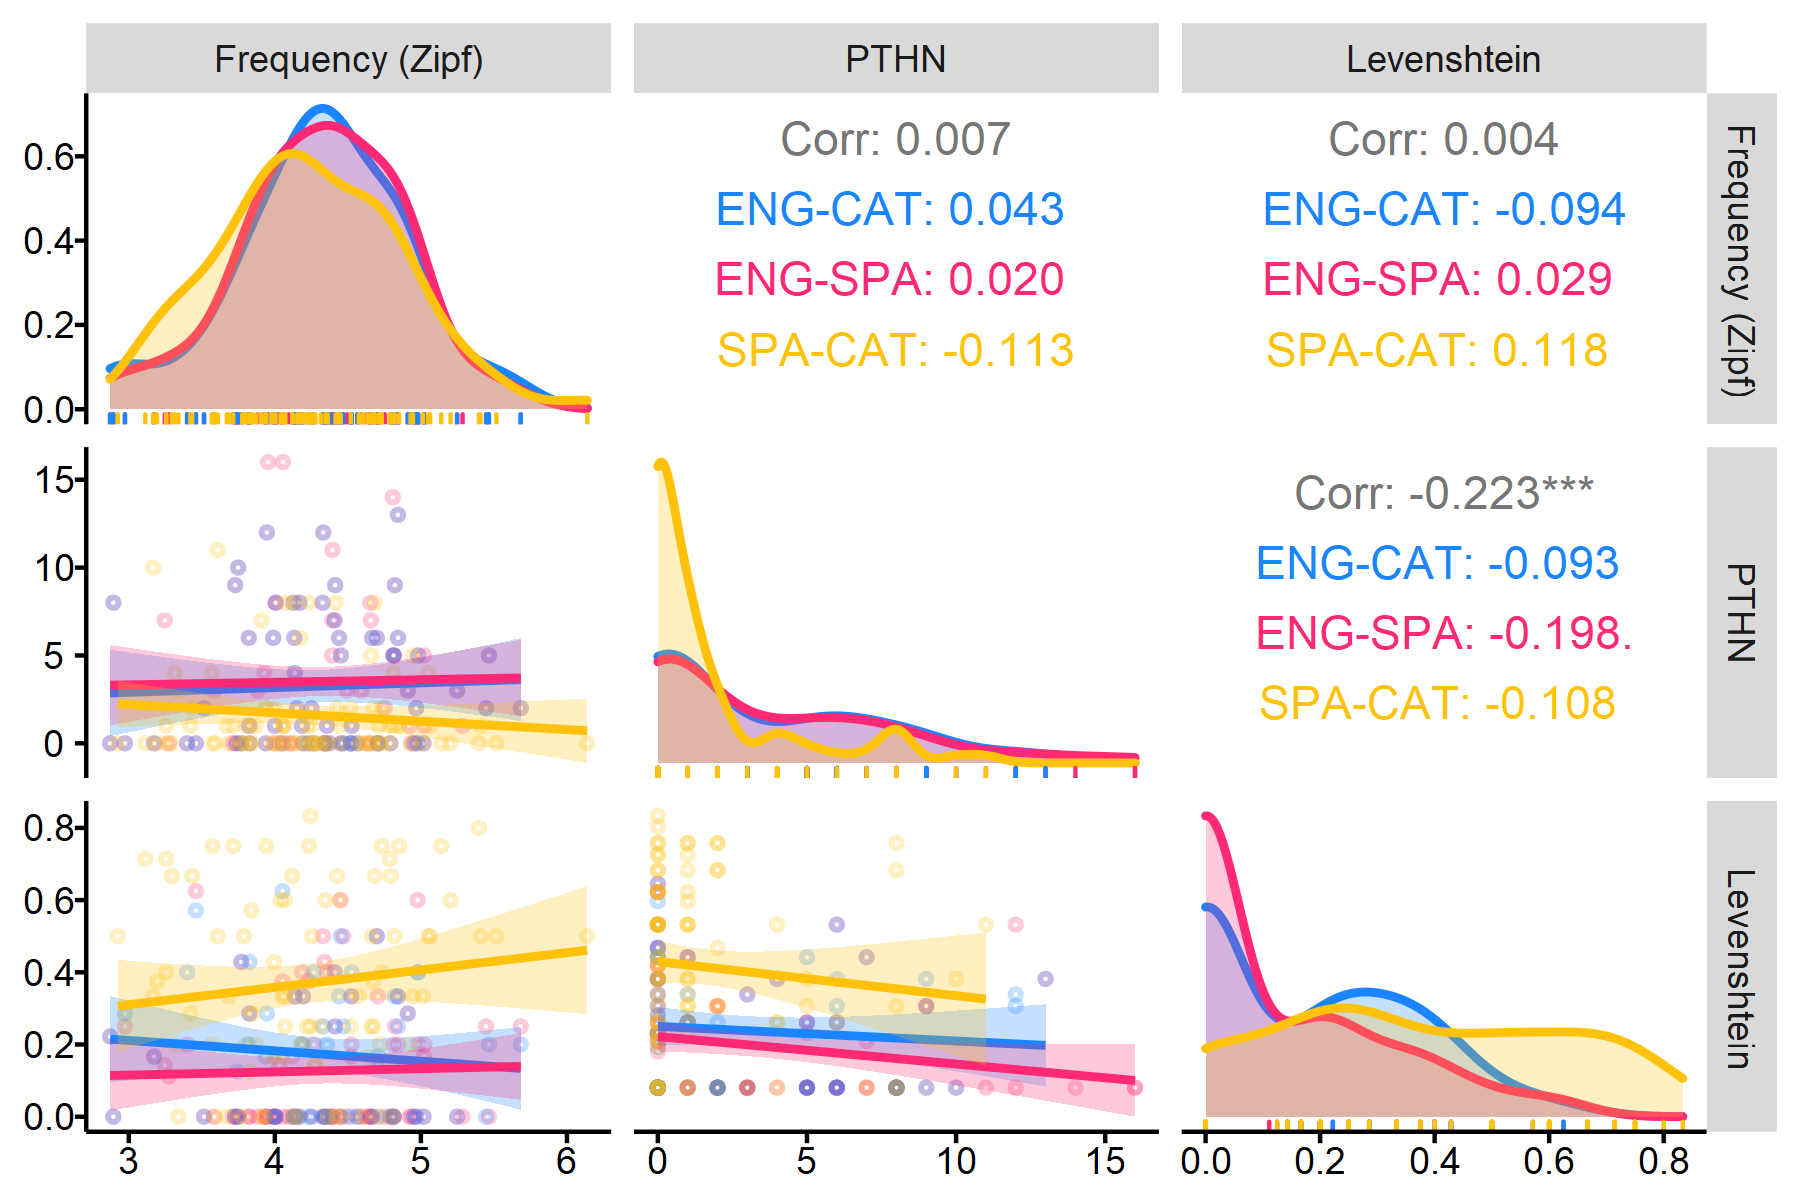 Frequency (Zipf)
PTHN
Levenshtein
0.6
0.4
0.2
0.0
Corr: 0.007
ENG-CAT: 0.043
ENG-SPA: 0.020
SPA-CAT: -0.113
Corr: 0.004
ENG-CAT: -0.094
ENG-SPA: 0.029
SPA-CAT: 0.118
Frequency (Zipf)
15
10
5
0
Corr: -0.223***
ENG-CAT: -0.093
ENG-SPA: -0.198.
SPA-CAT: -0.108
PTHN
0.8
0.6
0.4
0.2
0.0
Levenshtein
3 4 5 6
0 5 10 15
0.0 0.2 0.4 0.6 0.8